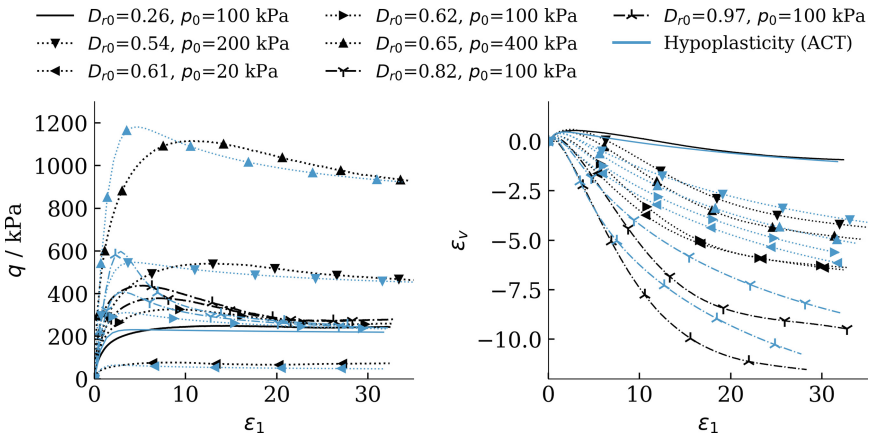 D_r0=0.26, p_0=100 kPa
D_r0=0.54, p_0=200 kPa
D_r0=0.61, p_0=20 kPa
D_r0=0.62, p_0=100 kPa
D_r0=0.65, p_0=400 kPa
D_r0=0.82, p_0=100 kPa
D_r0=0.97, p_0=100 kPa
Hypoplasticity (ACT)
q / kPa
1200
1000
800
600
400
200
0
0 10 20 30
ε_1
ε_v
0.0
−2.5
−5.0
−7.5
−10.0
0 10 20 30
ε_1